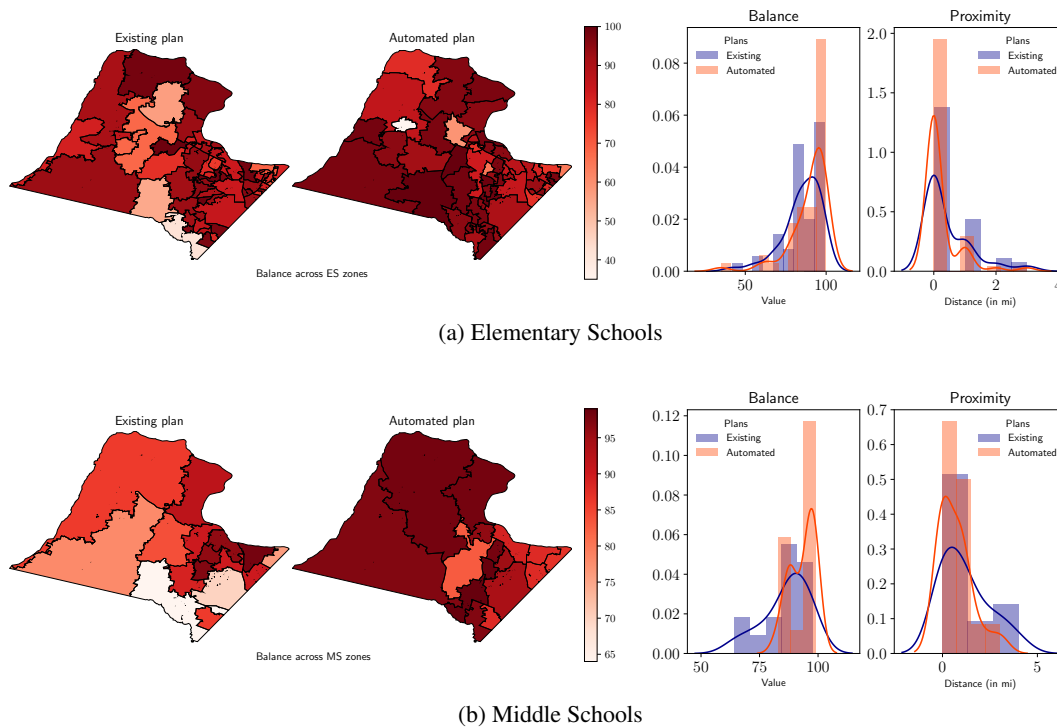 Existing plan
Automated plan
Balance across ES zones
100
90
80
70
60
50
40
Balance
Plans
Existing
Automated
0.08
0.06
0.04
0.02
0.00
50
100
Value
Proximity
Plans
Existing
Automated
2.0
1.5
1.0
0.5
0.0
0
2
4
Distance (in mi)
(a) Elementary Schools
Existing plan
Automated plan
Balance across MS zones
95
90
85
80
75
70
65
Balance
Plans
Existing
Automated
0.12
0.10
0.08
0.06
0.04
0.02
0.00
50
75
100
Value
Proximity
Plans
Existing
Automated
0.7
0.6
0.5
0.4
0.3
0.2
0.1
0.0
0
5
Distance (in mi)
(b) Middle Schools